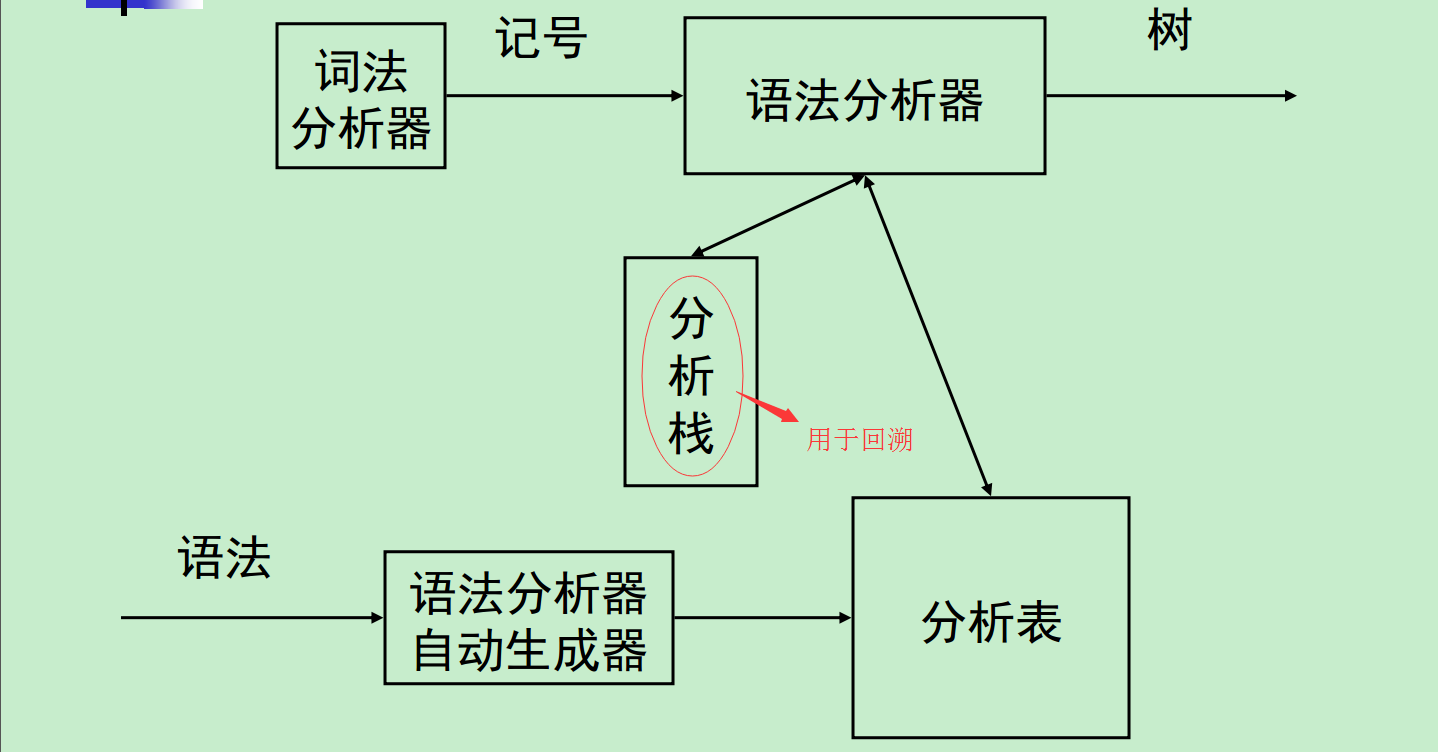 记号
树
词法
分析器
语法分析器
分
析
栈
用于回溯
语法
语法分析器
自动生成器
分析表